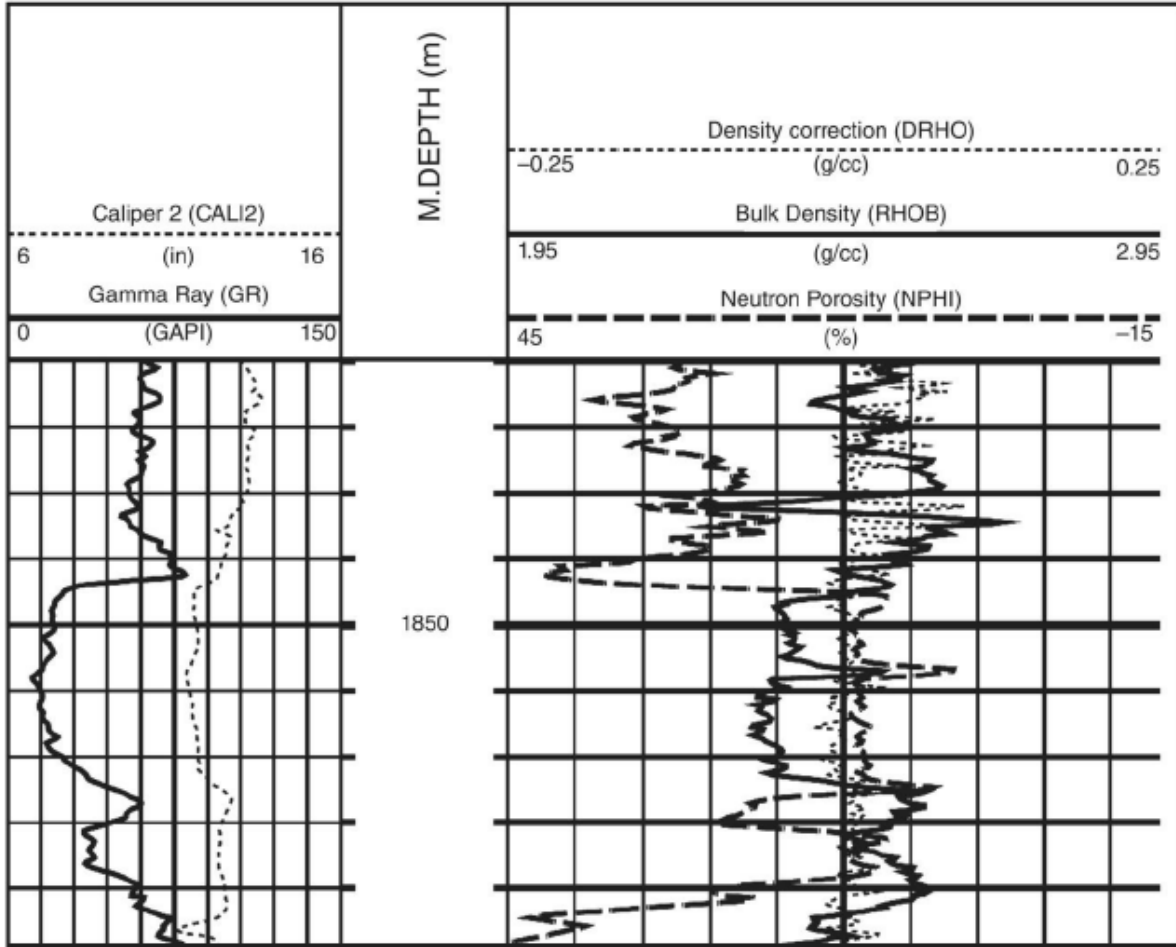 M.DEPTH (m)
Density correction (DRHO)
−0.25 (g/cc) 0.25
Caliper 2 (CALI2)
6 (in) 16
Bulk Density (RHOB)
1.95 (g/cc) 2.95
Gamma Ray (GR)
0 (GAPI) 150
Neutron Porosity (NPHI)
45 (%) −15
1850